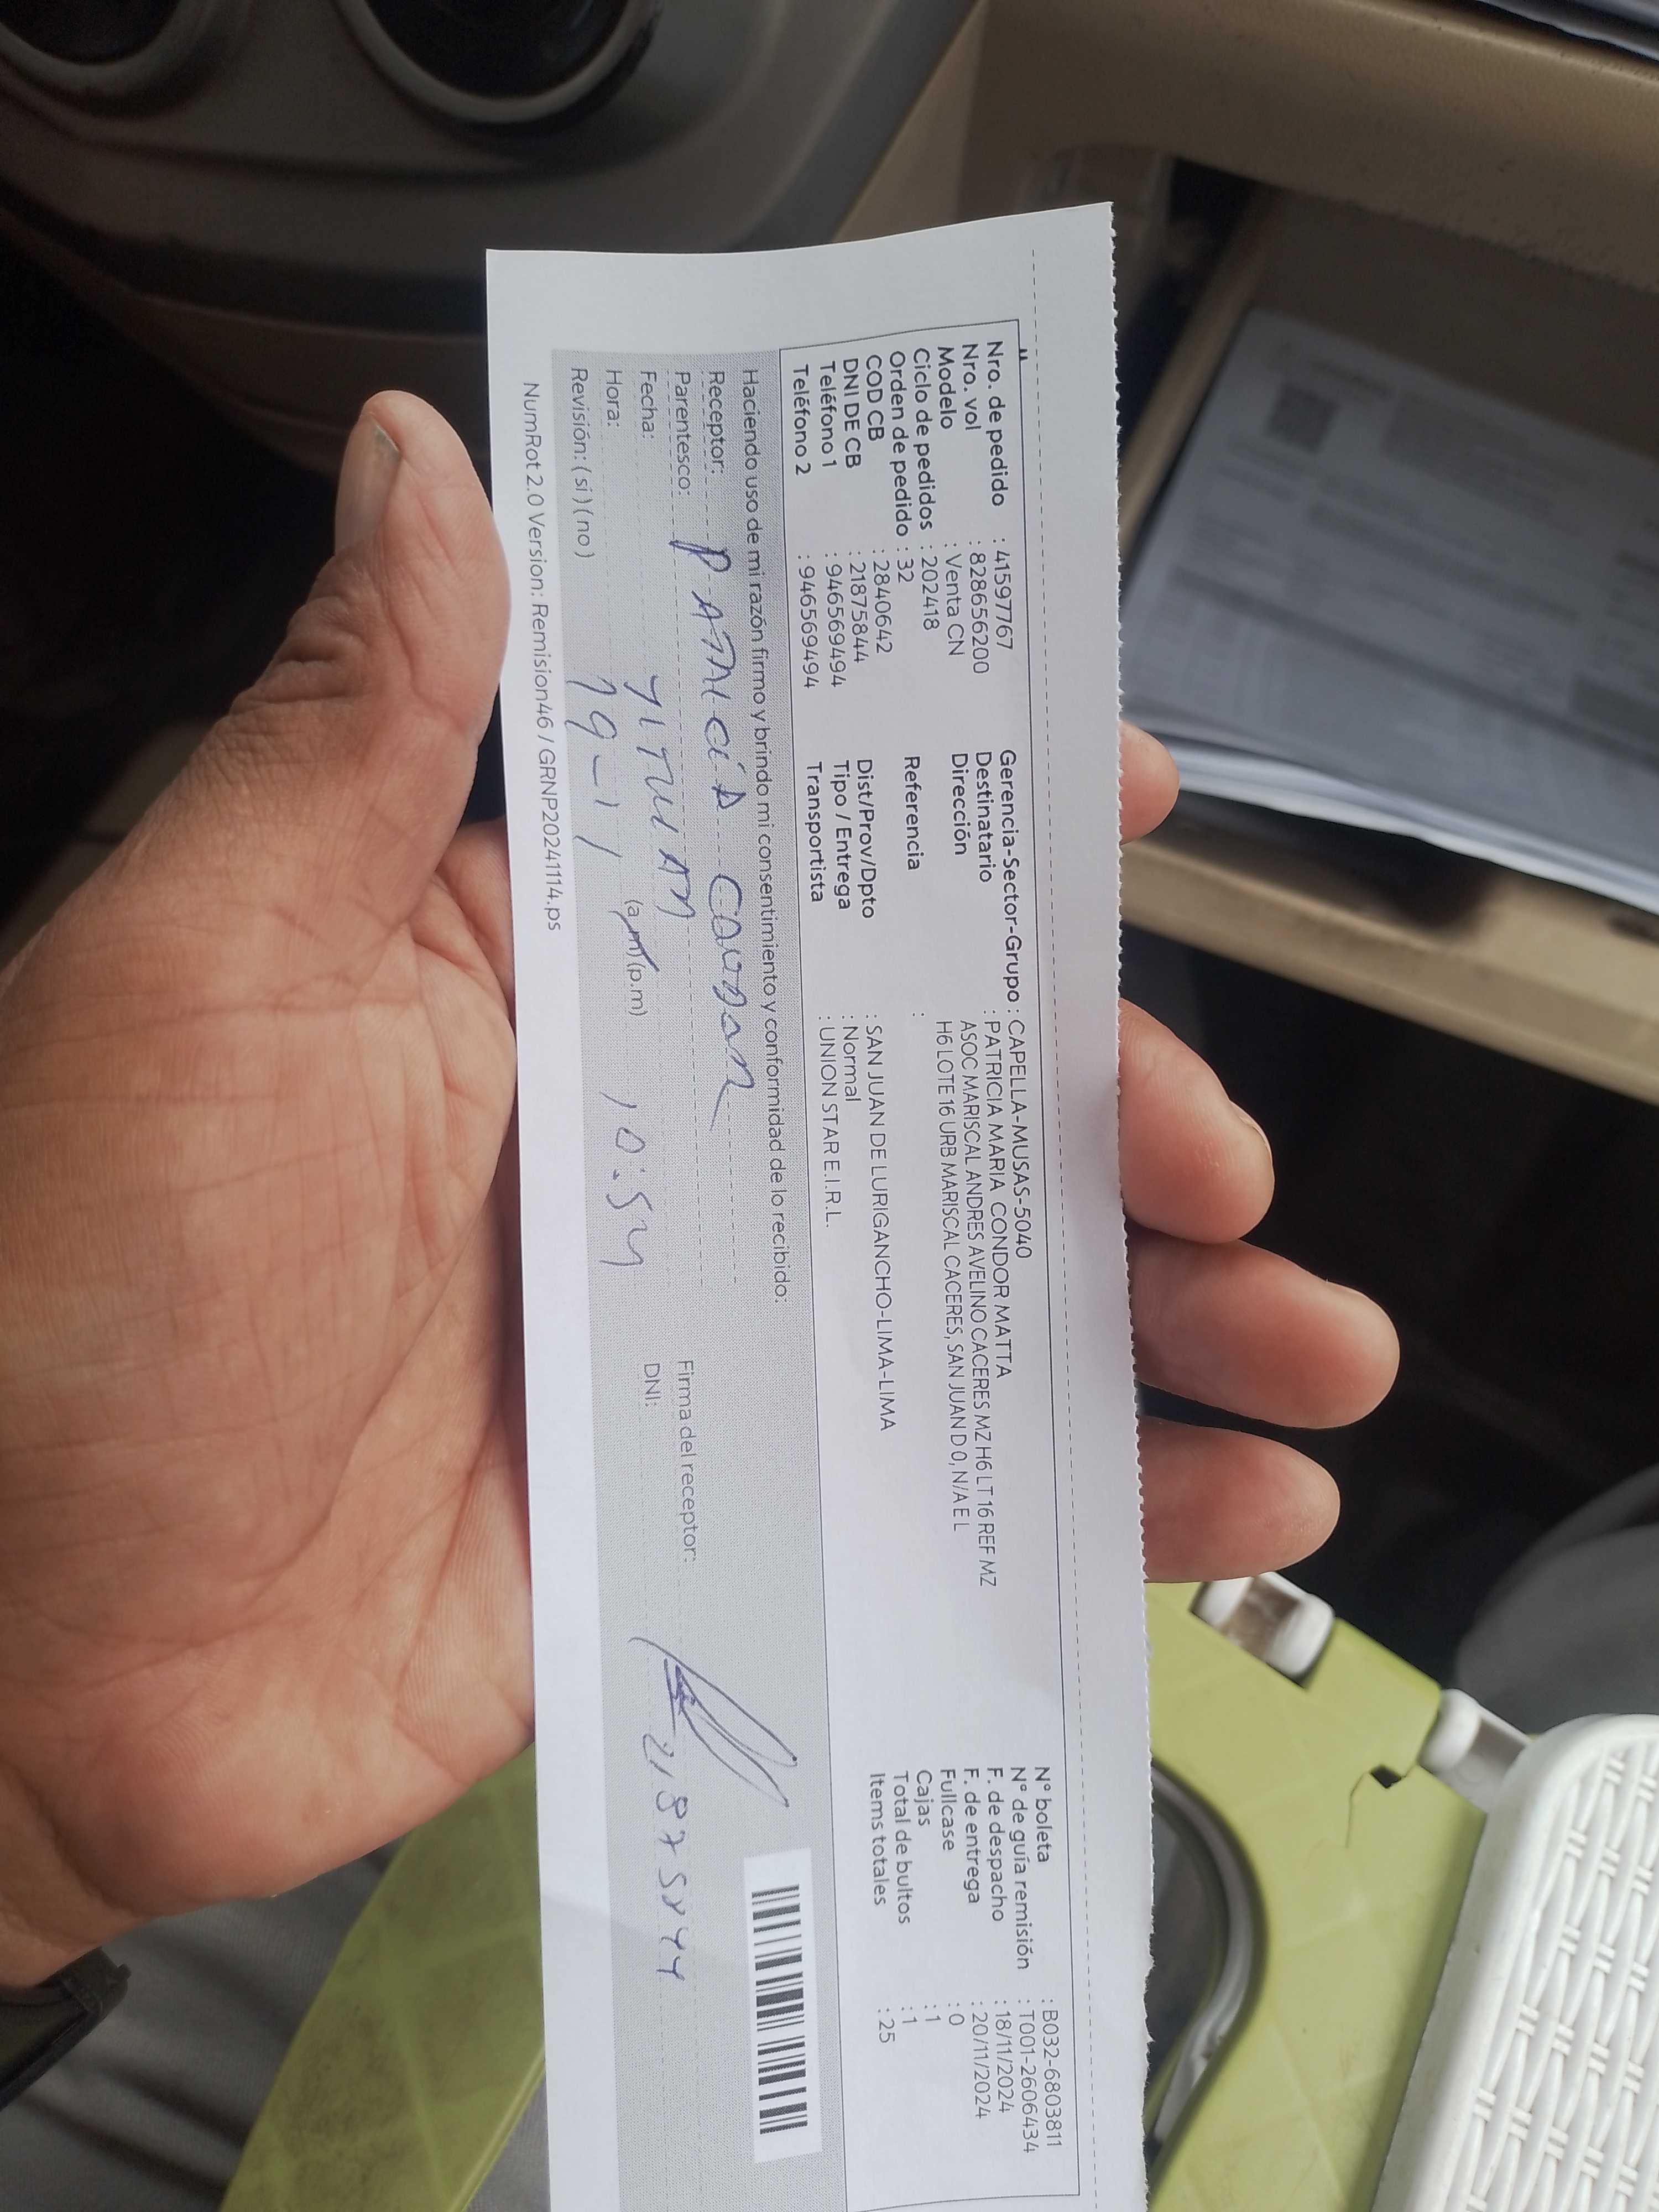 Nro. de pedido : 41597767
Nro. vol : 828656200
Modelo : Venta CN
Ciclo de pedidos : 202418
Orden de pedido : 32
COD CB : 2840642
DNI DE CB : 21875844
Teléfono 1 : 946569494
Teléfono 2 : 946569494
Gerencia-Sector-Grupo : CAPELLA-MUSAS-5040
Destinatario : PATRICIA MARIA CONDOR MATTA
Dirección ASOC MARISCAL ANDRES AVELINO CACERES MZ H6 LT 16 REF MZ
H6 LOTE 16 URB MARISCAL CACERES, SAN JUAN D 0, N/A E L
Referencia :
Dist/Prov/Dpto : SAN JUAN DE LURIGANCHO-LIMA-LIMA
Tipo / Entrega : Normal
Transportista : UNION STAR E.I.R.L.
N° boleta : B032-6803811
N° de guía remisión : T001-2606434
F. de despacho : 18/11/2024
F. de entrega : 20/11/2024
Fullcase : 0
Cajas : 1
Total de bultos : 1
Items totales : 25
Haciendo uso de mi razón firmo y brindo mi consentimiento y conformidad de lo recibido:
Receptor: PATRICIA CONDOR
Parentesco: TITULAR
Fecha: 19-11
Hora: (a.m) (p.m) 10:54
Revisión: (si) (no)
Firma del receptor:
DNI: 21875844
NumRot 2.0 Version: Remision46 / GRNP20241114.ps